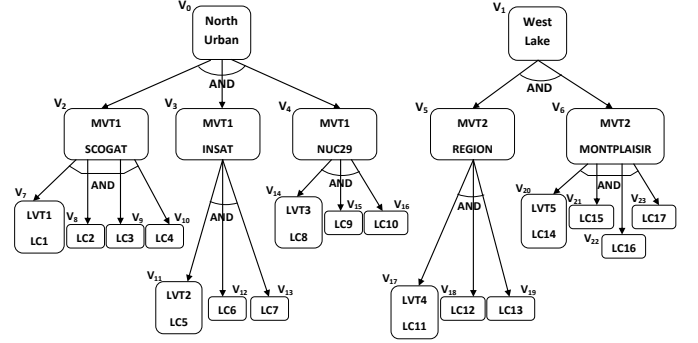 V0
North
Urban
V1
West
Lake
AND
AND
V2
MVT1
SCOGAT
V3
MVT1
INSAT
V4
MVT1
NUC29
V5
MVT2
REGION
V6
MVT2
MONTPLAISIR
AND
AND
AND
AND
AND
V7
LVT1
LC1
V8
LC2
V9
LC3
V10
LC4
V14
LVT3
LC8
V15
LC9
V16
LC10
V20
LVT5
LC14
V21
LC15
V22
LC16
V23
LC17
V11
LVT2
LC5
V12
LC6
V13
LC7
V17
LVT4
LC11
V18
LC12
V19
LC13